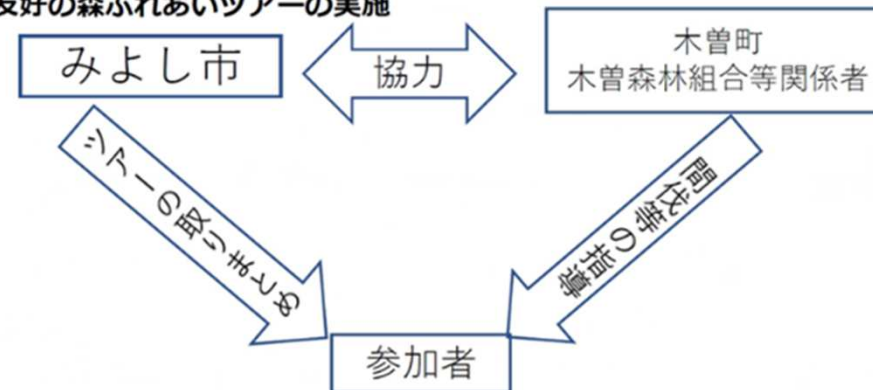 友好の森ふれあいツアーの実施
みよし市
協力
木曽町
木曽森林組合等関係者
ツアーの取りまとめ
間伐等の指導
参加者